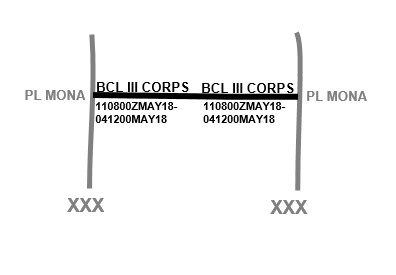 BCL III CORPS BCL III CORPS
PL MONA PL MONA
110800ZMAY18- 110800ZMAY18-
041200MAY18 041200MAY18
XXX XXX